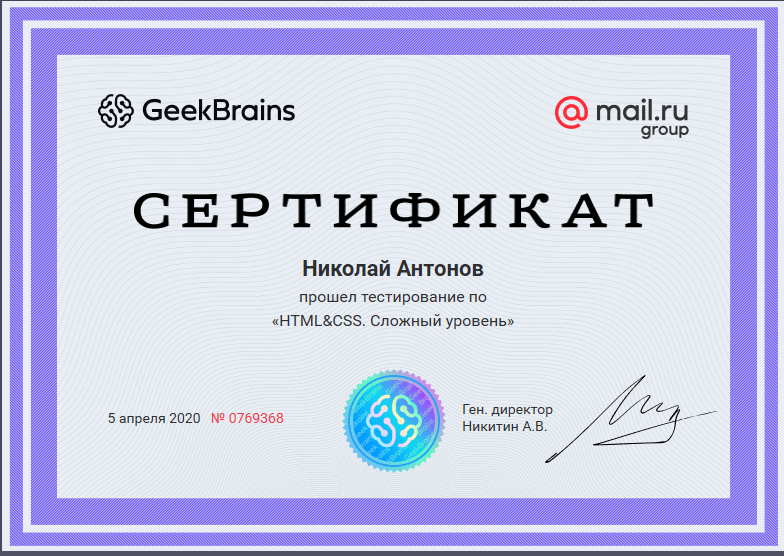 GeekBrains
@mail.ru
group
СЕРТИФИКАТ
Николай Антонов
прошел тестирование по
«HTML&CSS. Сложный уровень»
5 апреля 2020 № 0769368
Ген. директор
Никитин А.В.